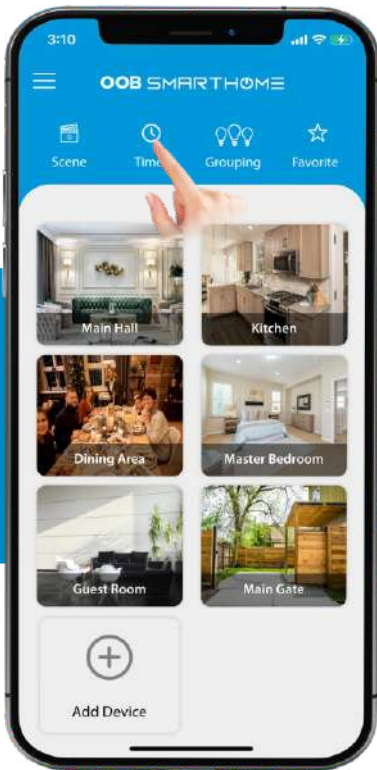 3:10
OOB SMARTHOME
Scene Time Grouping Favorite
Main Hall Kitchen
Dining Area Master Bedroom
Guest Room Main Gate
Add Device